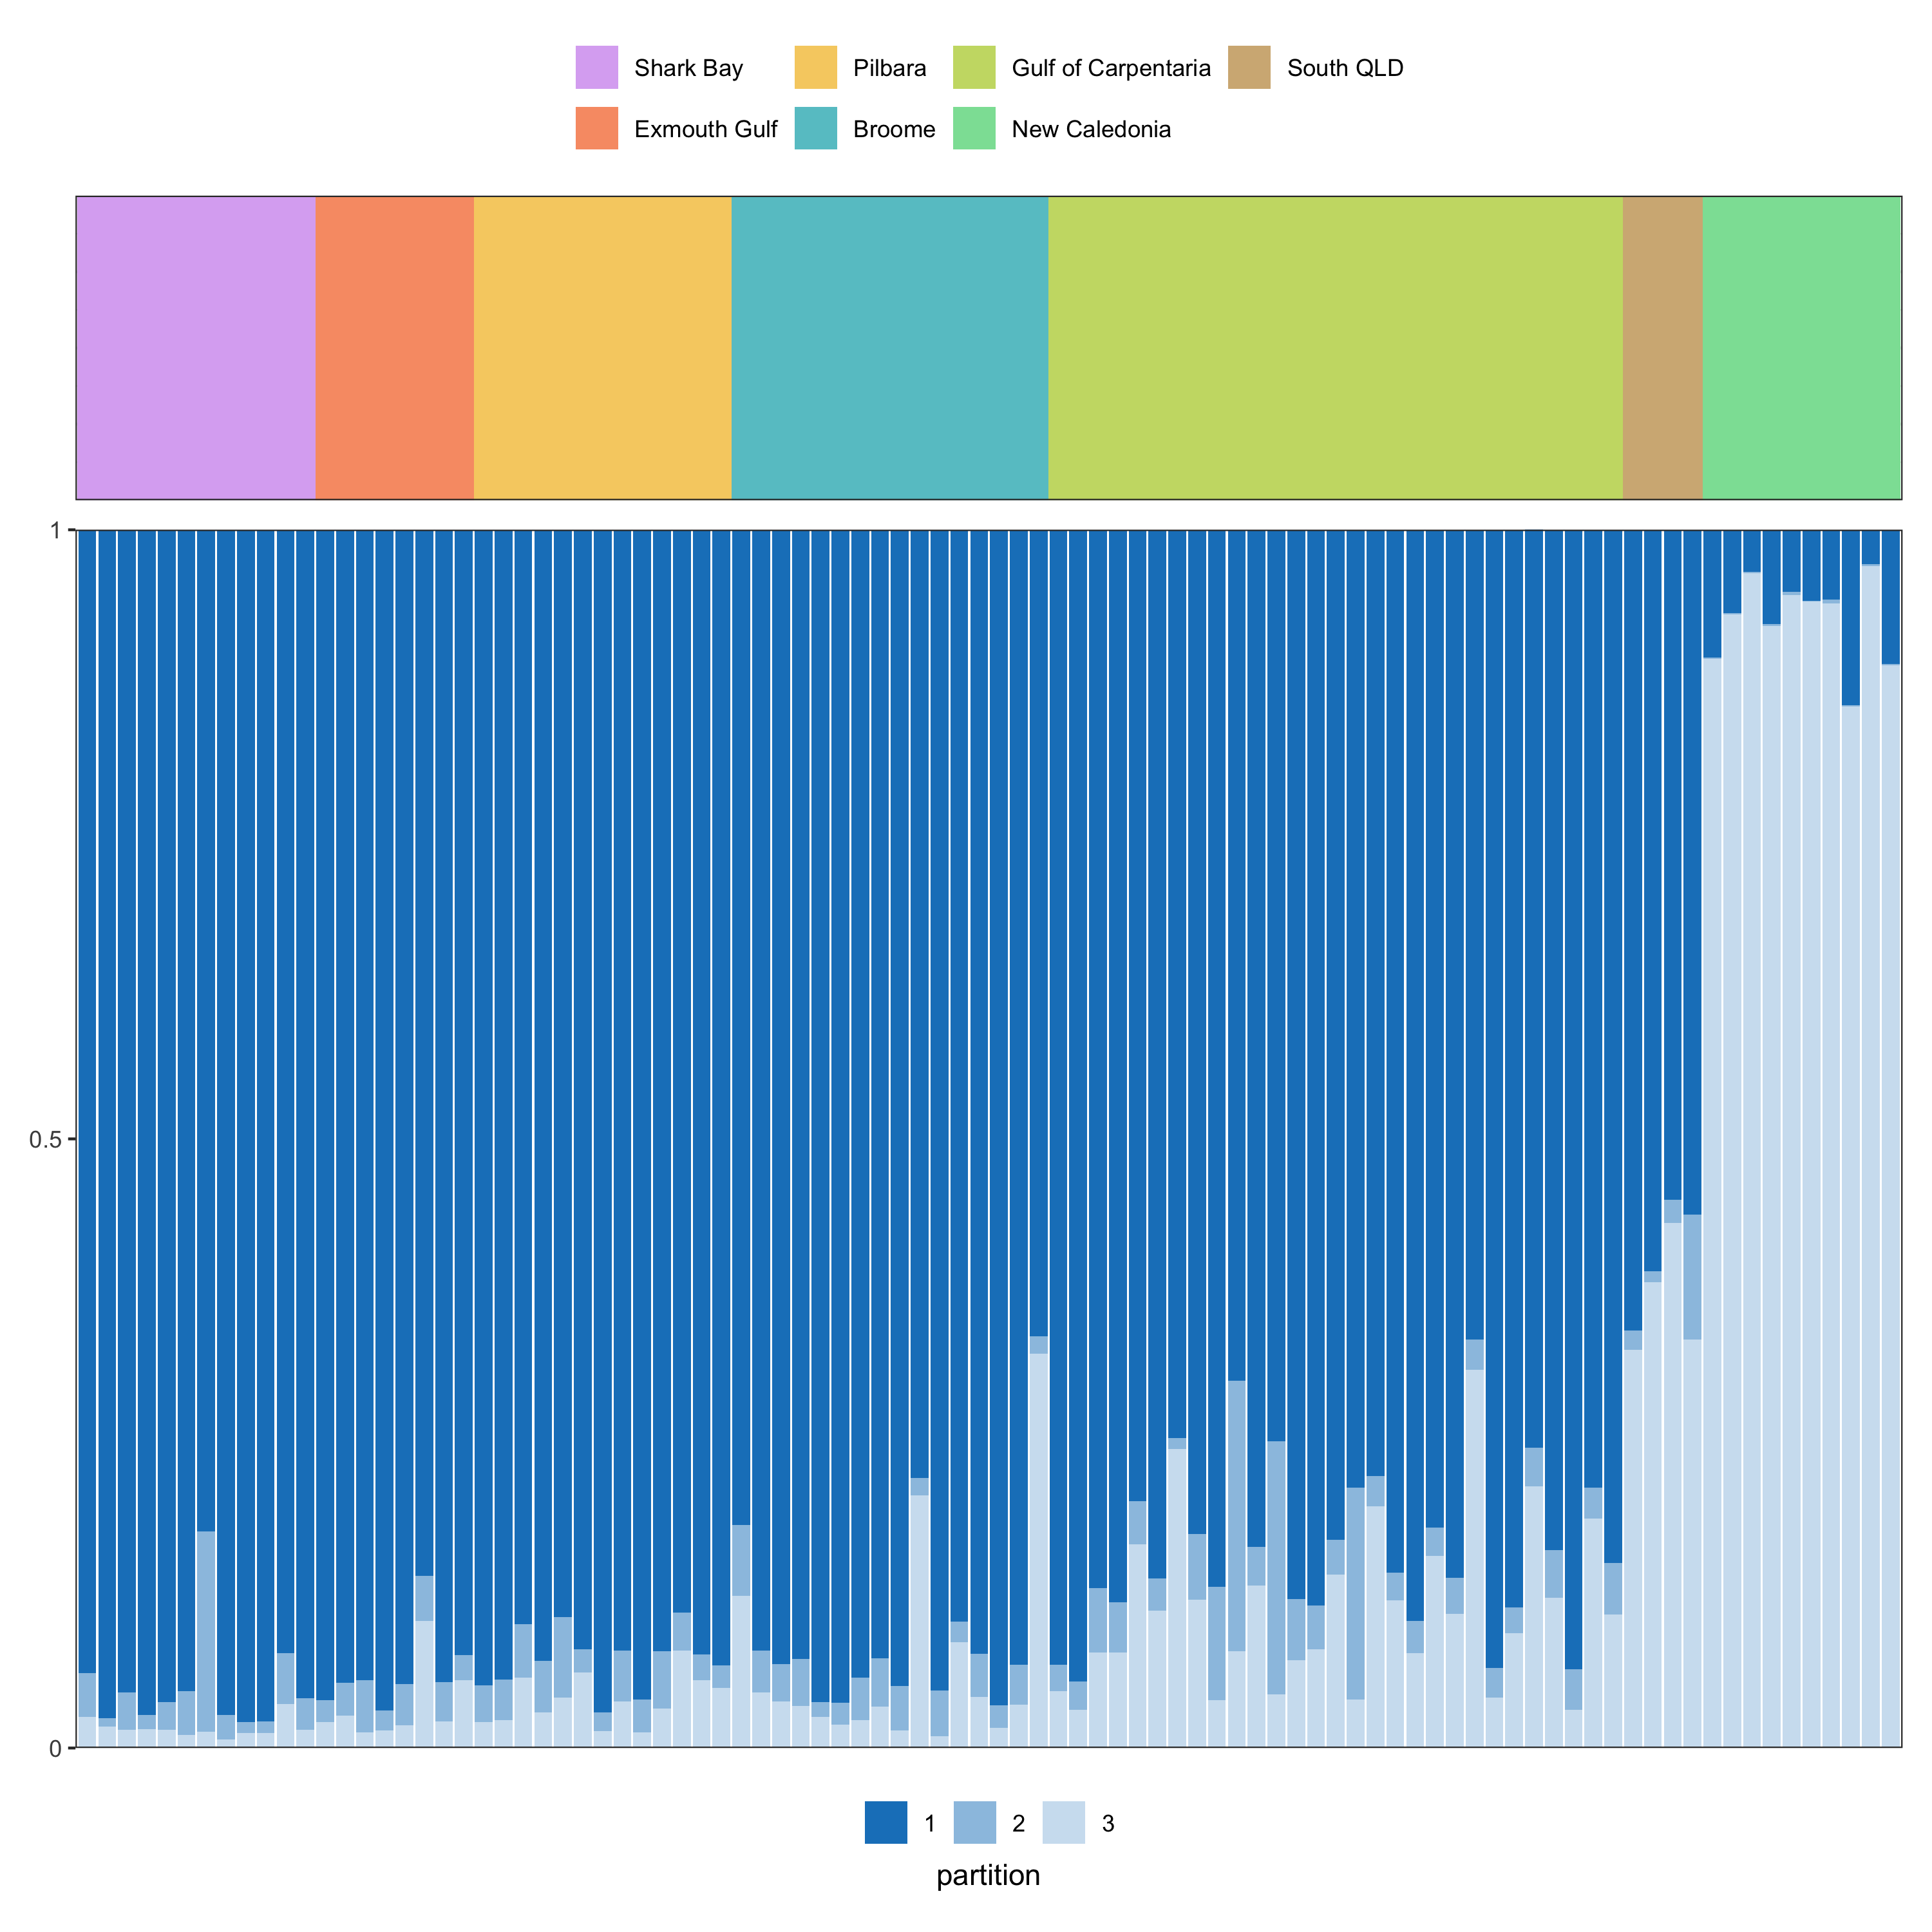 Shark Bay Pilbara Gulf of Carpentaria South QLD
Exmouth Gulf Broome New Caledonia
1
0.5
0
1 2 3
partition